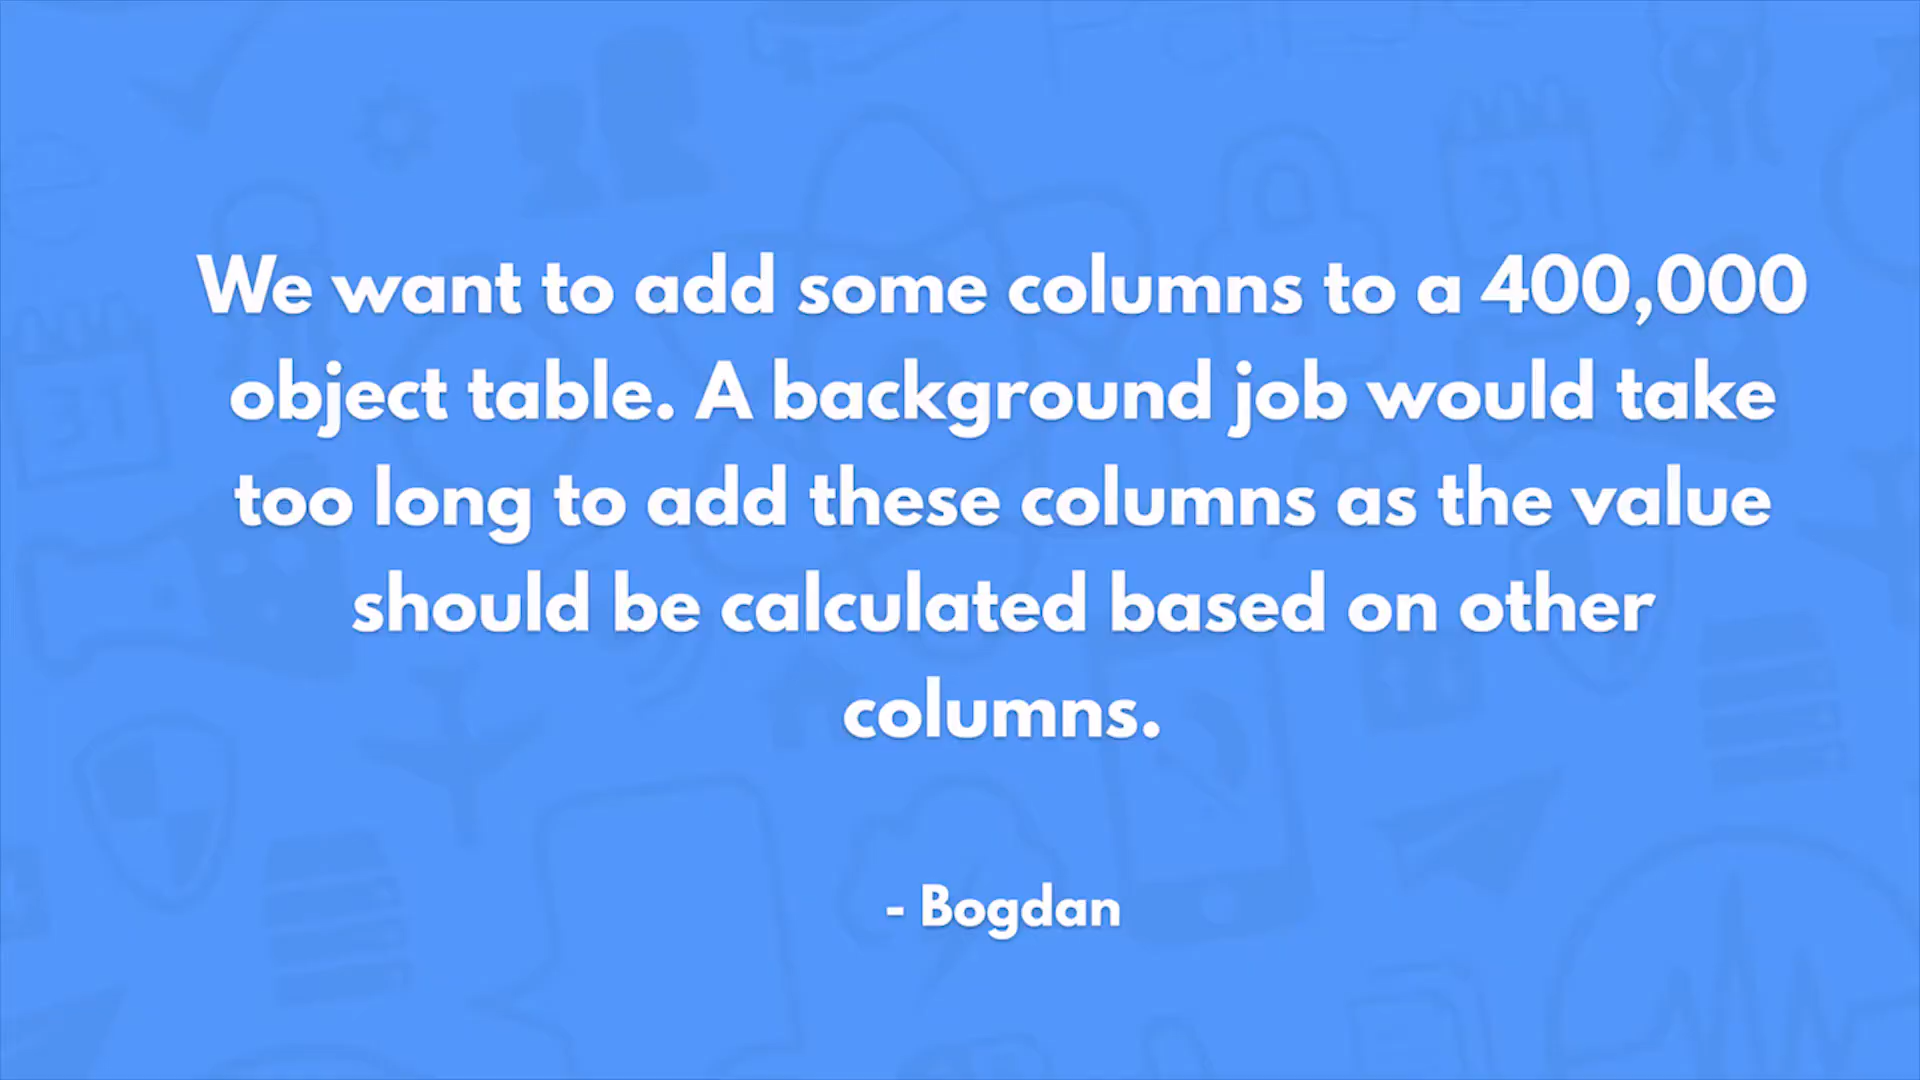 We want to add some columns to a 400,000
object table. A background job would take
too long to add these columns as the value
should be calculated based on other
columns.
- Bogdan